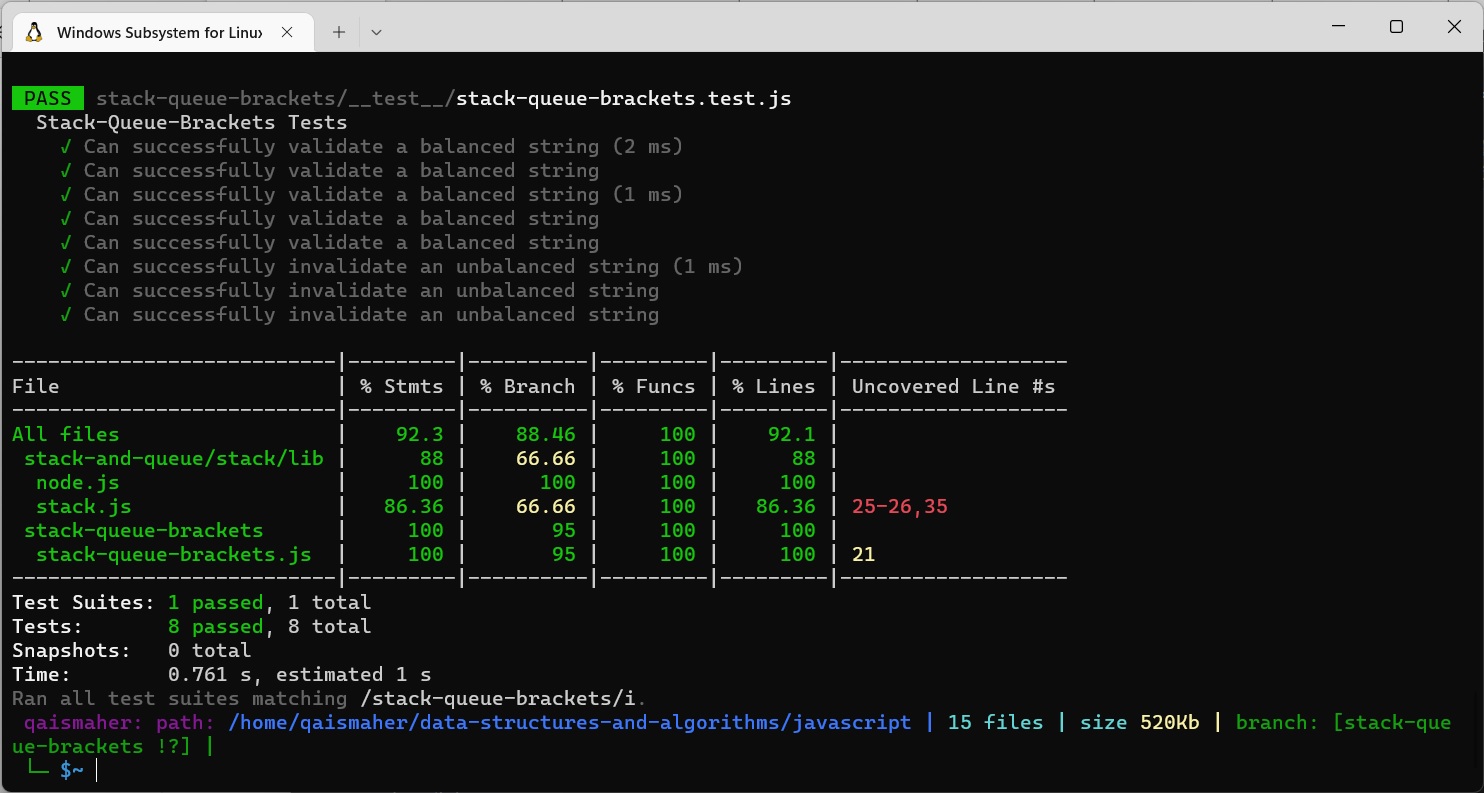 Windows Subsystem for Linux
PASS stack-queue-brackets/__test__/stack-queue-brackets.test.js
Stack-Queue-Brackets Tests
√ Can successfully validate a balanced string (2 ms)
√ Can successfully validate a balanced string
√ Can successfully validate a balanced string (1 ms)
√ Can successfully validate a balanced string
√ Can successfully validate a balanced string
√ Can successfully invalidate an unbalanced string (1 ms)
√ Can successfully invalidate an unbalanced string
√ Can successfully invalidate an unbalanced string
---------------------------|---------|----------|---------|---------|-------------------
File                       | % Stmts | % Branch | % Funcs | % Lines | Uncovered Line #s
---------------------------|---------|----------|---------|---------|-------------------
All files                  |    92.3 |    88.46 |     100 |    92.1 |
 stack-and-queue/stack/lib |      88 |    66.66 |     100 |      88 |
  node.js                  |     100 |      100 |     100 |     100 |
  stack.js                 |   86.36 |    66.66 |     100 |   86.36 | 25-26,35
 stack-queue-brackets      |     100 |       95 |     100 |     100 |
  stack-queue-brackets.js  |     100 |       95 |     100 |     100 | 21
---------------------------|---------|----------|---------|---------|-------------------
Test Suites: 1 passed, 1 total
Tests:       8 passed, 8 total
Snapshots:   0 total
Time:        0.761 s, estimated 1 s
Ran all test suites matching /stack-queue-brackets/i.
qaismaher: path: /home/qaismaher/data-structures-and-algorithms/javascript | 15 files | size 520Kb | branch: [stack-que
ue-brackets !?] |
└─ $~